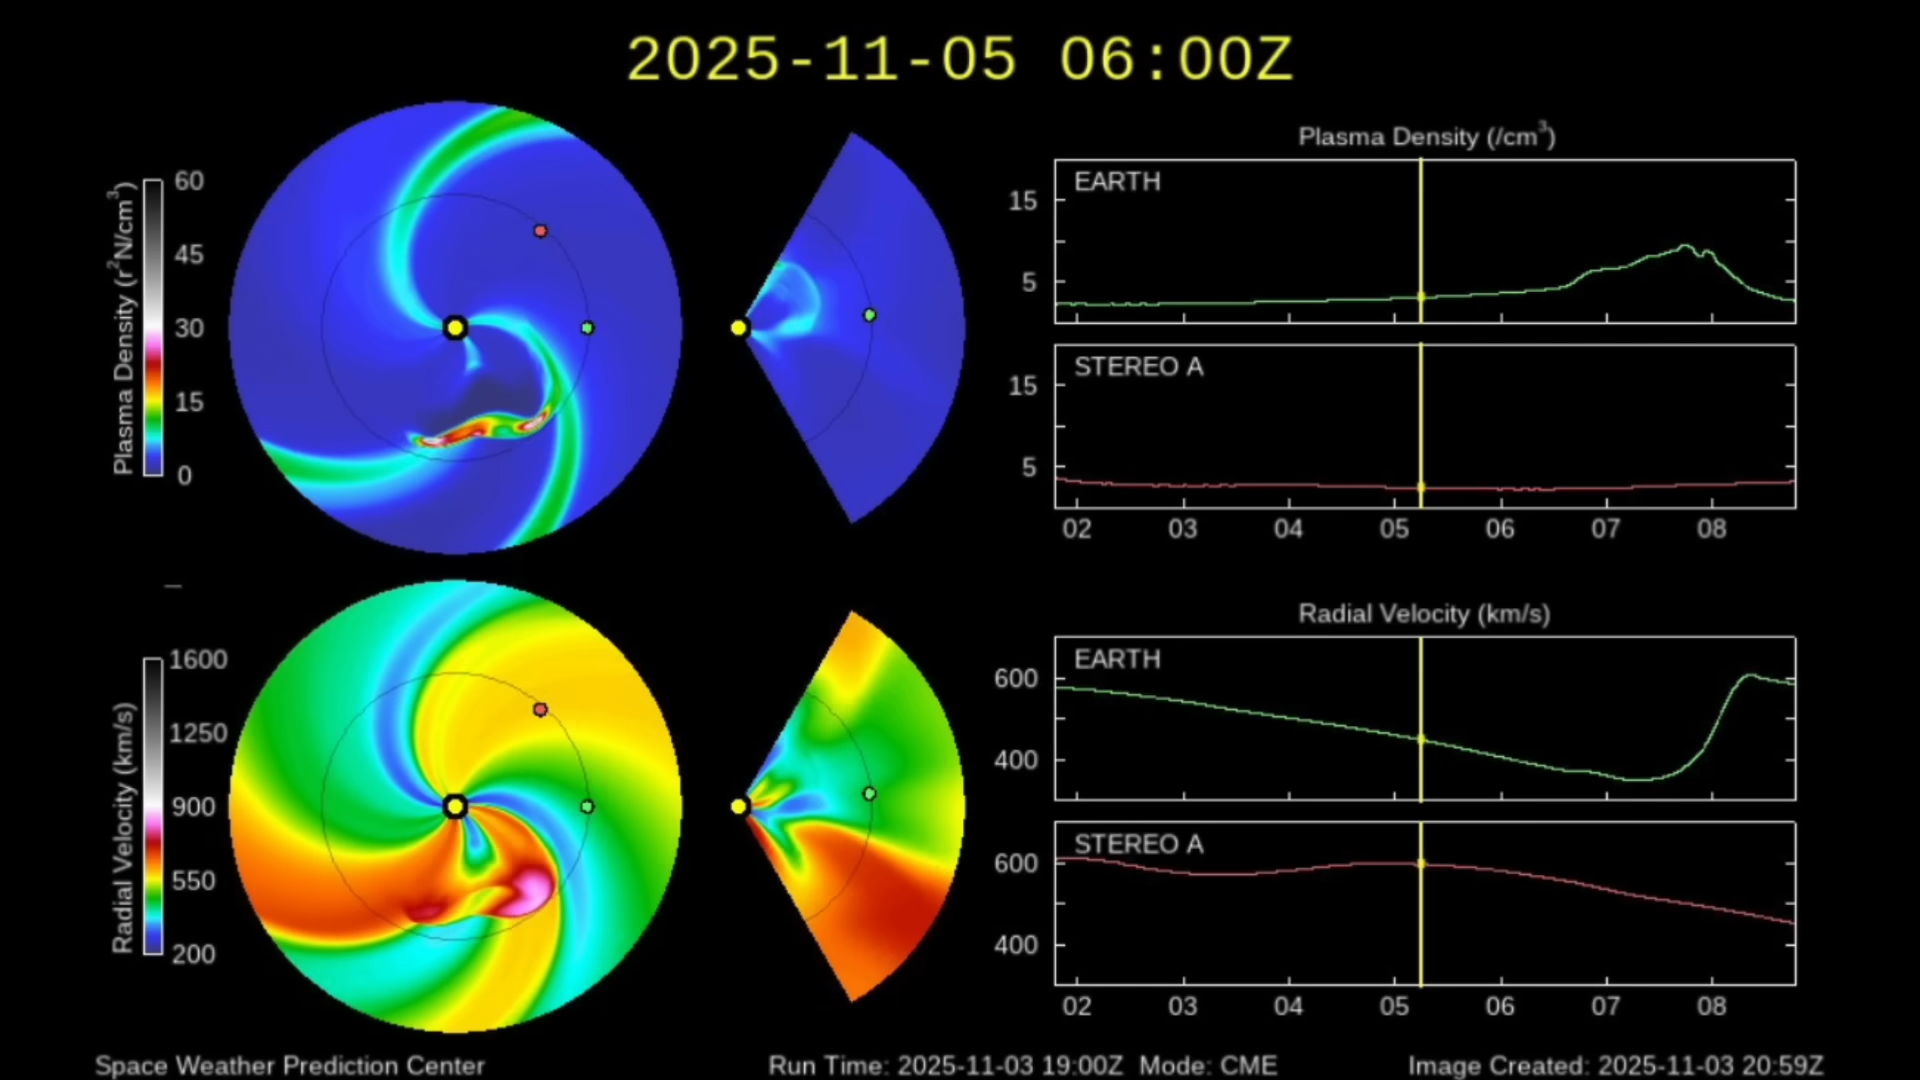 2025-11-05 06:00Z
Plasma Density (r²N/cm³)
60
45
30
15
0
Plasma Density (/cm³)
EARTH
15
5
STEREO A
15
5
02 03 04 05 06 07 08
Radial Velocity (km/s)
1600
1250
900
550
200
Radial Velocity (km/s)
EARTH
600
400
STEREO A
600
400
02 03 04 05 06 07 08
Space Weather Prediction Center
Run Time: 2025-11-03 19:00Z Mode: CME
Image Created: 2025-11-03 20:59Z